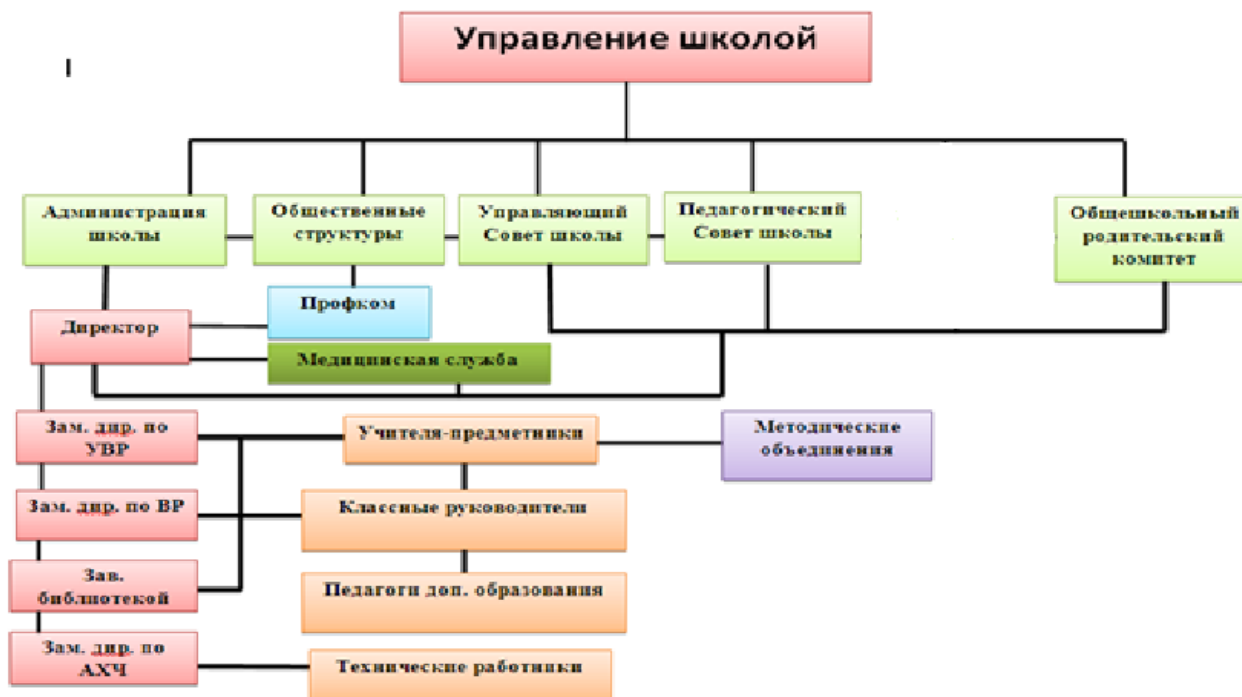 Управление школой
I
Администрация
школы
Общественные
структуры
Управляющий
Совет школы
Педагогический
Совет школы
Общешкольный
родительский
комитет
Профком
Директор
Медицинская служба
Зам. дир. по
УВР
Учителя-предметники
Методические
объединения
Зам. дир. по ВР
Классные руководители
Зав.
библиотекой
Педагоги доп. образования
Зам. дир. по
АХЧ
Технические работники